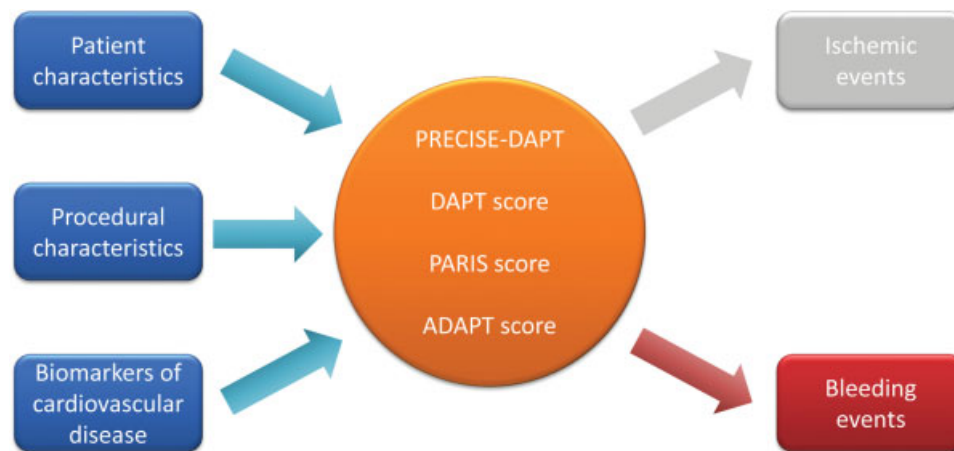 Patient
characteristics
Procedural
characteristics
Biomarkers of
cardiovascular
disease
PRECISE-DAPT
DAPT score
PARIS score
ADAPT score
Ischemic
events
Bleeding
events